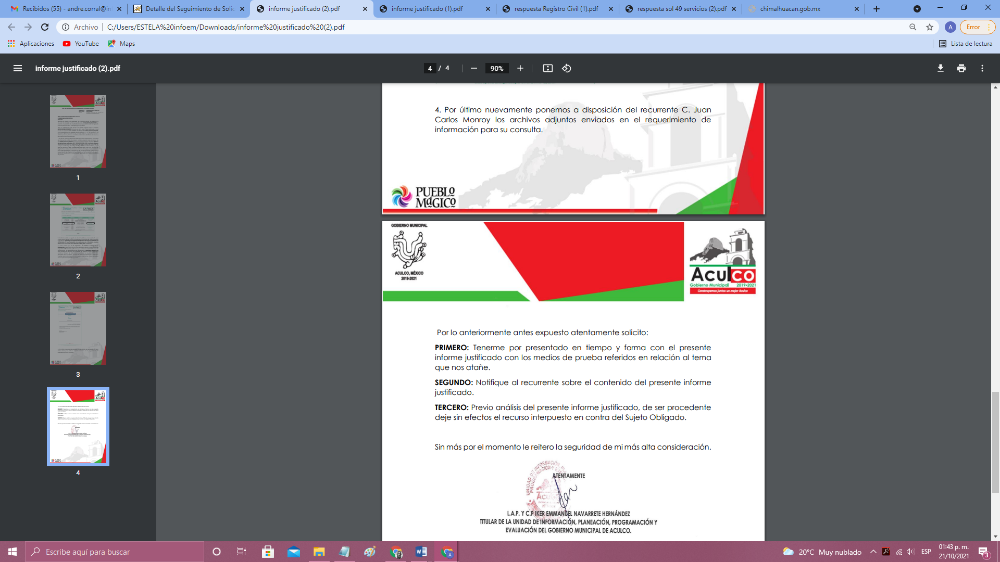 Recibidos (55) - andre.corral@in
Detalle del Seguimiento de Solic
informe justificado (2).pdf
informe justificado (1).pdf
respuesta Registro Civil (1).pdf
respuesta sol 49 servicios (2).pdf
chimalhuacan.gob.mx
Archivo
C:/Users/ESTELA%20infoem/Downloads/informe%20justificado%20(2).pdf
A
Error
Aplicaciones
YouTube
Maps
Lista de lectura
informe justificado (2).pdf
4 / 4
90%
1
2
3
4
4. Por último nuevamente ponemos a disposición del recurrente C. Juan
Carlos Monroy los archivos adjuntos enviados en el requerimiento de
información para su consulta.
PUEBLO
MÁGICO
GOBIERNO MUNICIPAL
ACULCO, MÉXICO
2019-2021
Aculco
Gobierno Municipal 2019•2021
Construyamos juntos un mejor Aculco
Por lo anteriormente antes expuesto atentamente solicito:
PRIMERO: Tenerme por presentado en tiempo y forma con el presente
informe justificado con los medios de prueba referidos en relación al tema
que nos atañe.
SEGUNDO: Notifique al recurrente sobre el contenido del presente informe
justificado.
TERCERO: Previo análisis del presente informe justificado, de ser procedente
deje sin efectos el recurso interpuesto en contra del Sujeto Obligado.
Sin más por el momento le reitero la seguridad de mi más alta consideración.
ATENTAMENTE
L.A.P. Y C.P IKER EMMANUEL NAVARRETE HERNÁNDEZ
TITULAR DE LA UNIDAD DE INFORMACIÓN, PLANEACIÓN, PROGRAMACIÓN Y
EVALUACIÓN DEL GOBIERNO MUNICIPAL DE ACULCO.
Escribe aquí para buscar
20°C Muy nublado
ESP
01:43 p. m.
21/10/2021
3